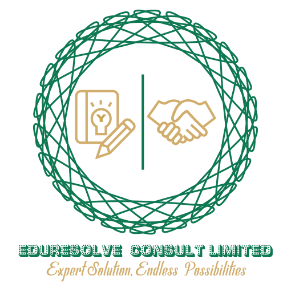 EDURESOLVE CONSULT LIMITED
Expert Solution, Endless Possibilities